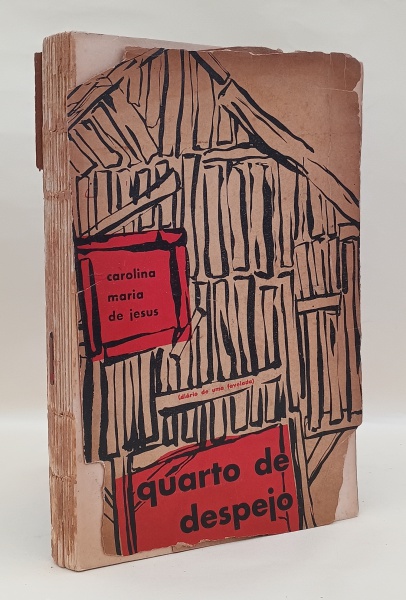 carolina
maria
de jesus
(diário de uma favelada)
quarto de
despejo